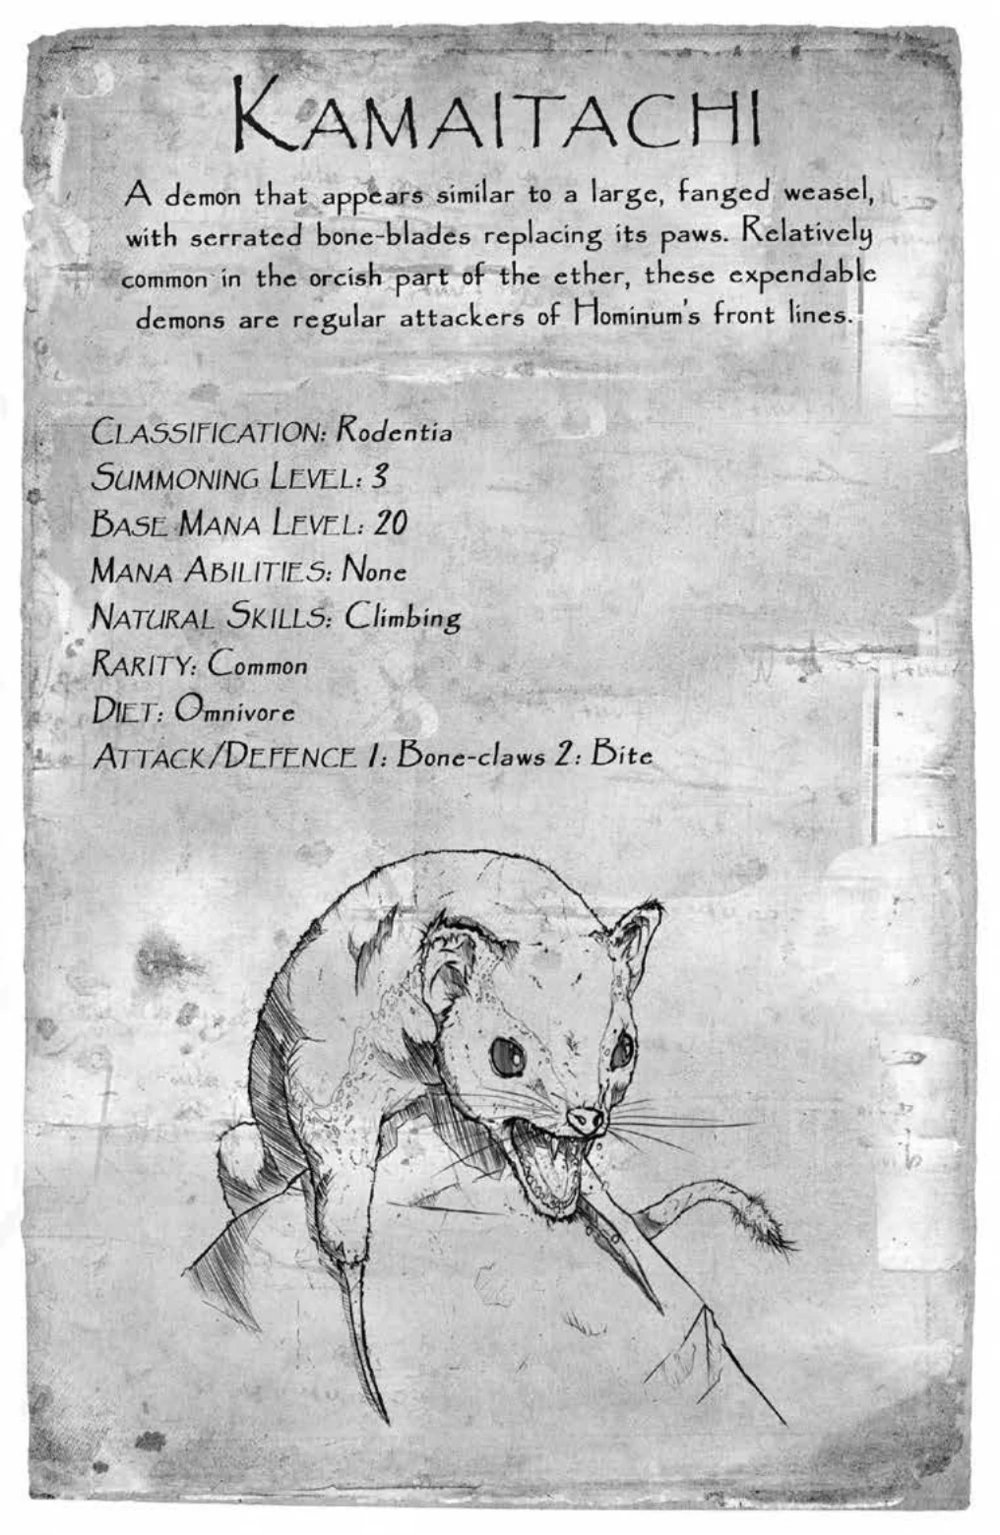 KAMAITACHI
A demon that appears similar to a large, fanged weasel,
with serrated bone-blades replacing its paws. Relatively
common in the orcish part of the ether, these expendable
demons are regular attackers of Hominum's front lines.
CLASSIFICATION: Rodentia
SUMMONING LEVEL: 3
BASE MANA LEVEL: 20
MANA ABILITIES: None
NATURAL SKILLS: Climbing
RARITY: Common
DIET: Omnivore
ATTACK/DEFENCE 1: Bone-claws 2: Bite